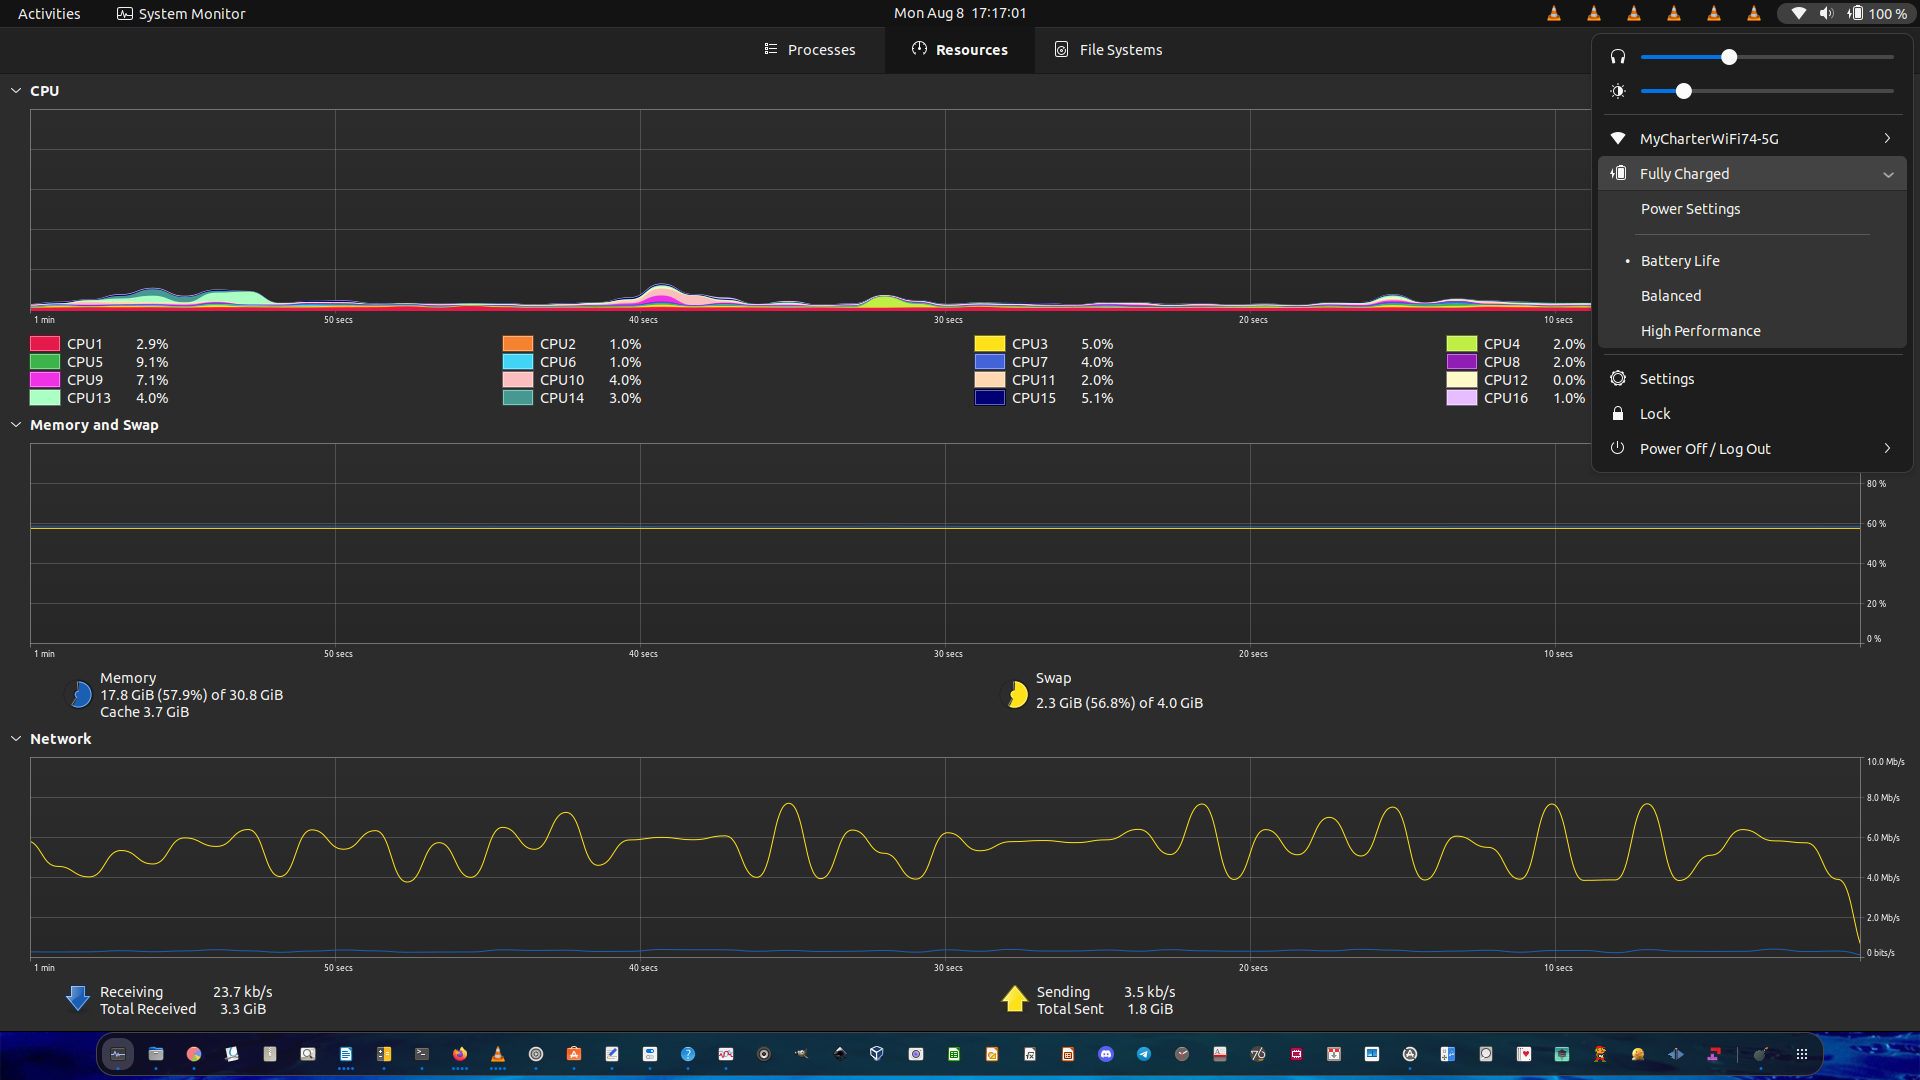 Activities
System Monitor
Mon Aug 8 17:17:01
100 %
Processes
Resources
File Systems
CPU
1 min
50 secs
40 secs
30 secs
20 secs
10 secs
CPU1 2.9%
CPU2 1.0%
CPU3 5.0%
CPU4 2.0%
CPU5 9.1%
CPU6 1.0%
CPU7 4.0%
CPU8 2.0%
CPU9 7.1%
CPU10 4.0%
CPU11 2.0%
CPU12 0.0%
CPU13 4.0%
CPU14 3.0%
CPU15 5.1%
CPU16 1.0%
MyCharterWiFi74-5G
Fully Charged
Power Settings
Battery Life
Balanced
High Performance
Settings
Lock
Power Off / Log Out
Memory and Swap
80 %
60 %
40 %
20 %
0 %
1 min
50 secs
40 secs
30 secs
20 secs
10 secs
Memory
17.8 GiB (57.9%) of 30.8 GiB
Cache 3.7 GiB
Swap
2.3 GiB (56.8%) of 4.0 GiB
Network
10.0 Mb/s
8.0 Mb/s
6.0 Mb/s
4.0 Mb/s
2.0 Mb/s
0 bits/s
1 min
50 secs
40 secs
30 secs
20 secs
10 secs
Receiving 23.7 kb/s
Total Received 3.3 GiB
Sending 3.5 kb/s
Total Sent 1.8 GiB
76